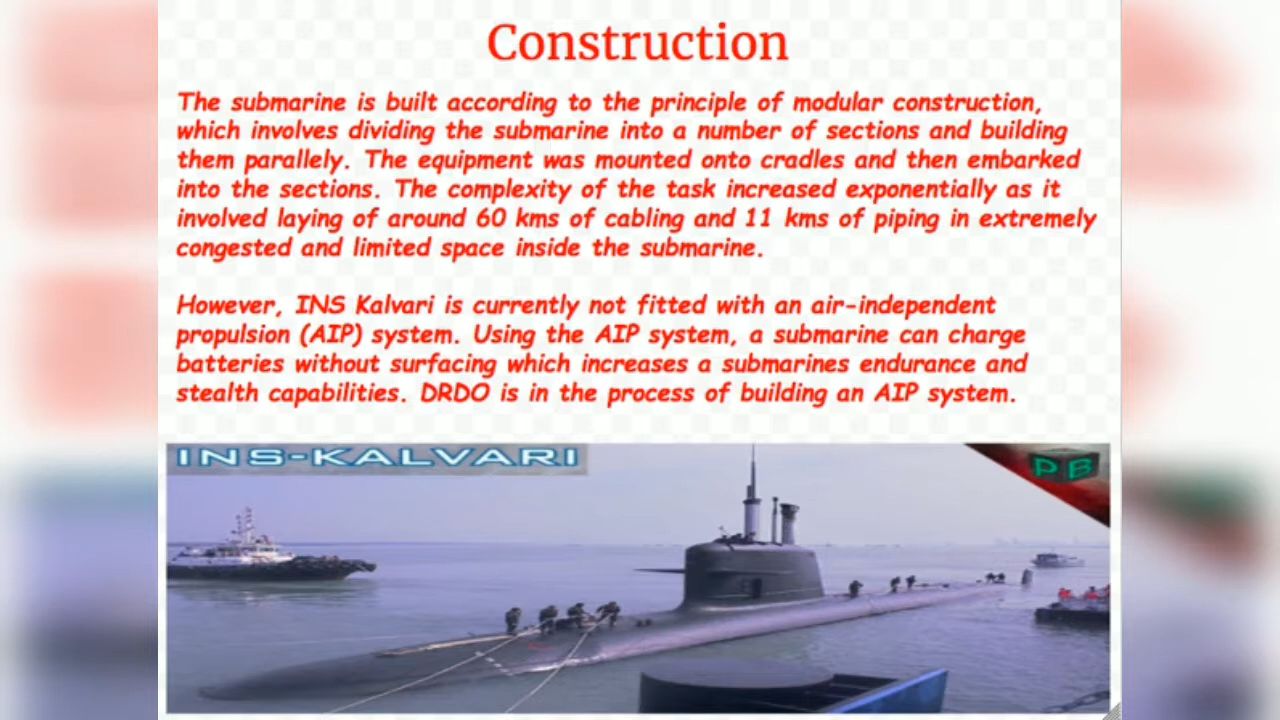 Construction
The submarine is built according to the principle of modular construction,
which involves dividing the submarine into a number of sections and building
them parallely. The equipment was mounted onto cradles and then embarked
into the sections. The complexity of the task increased exponentially as it
involved laying of around 60 kms of cabling and 11 kms of piping in extremely
congested and limited space inside the submarine.
However, INS Kalvari is currently not fitted with an air-independent
propulsion (AIP) system. Using the AIP system, a submarine can charge
batteries without surfacing which increases a submarines endurance and
stealth capabilities. DRDO is in the process of building an AIP system.
INS-KALVARI
PB